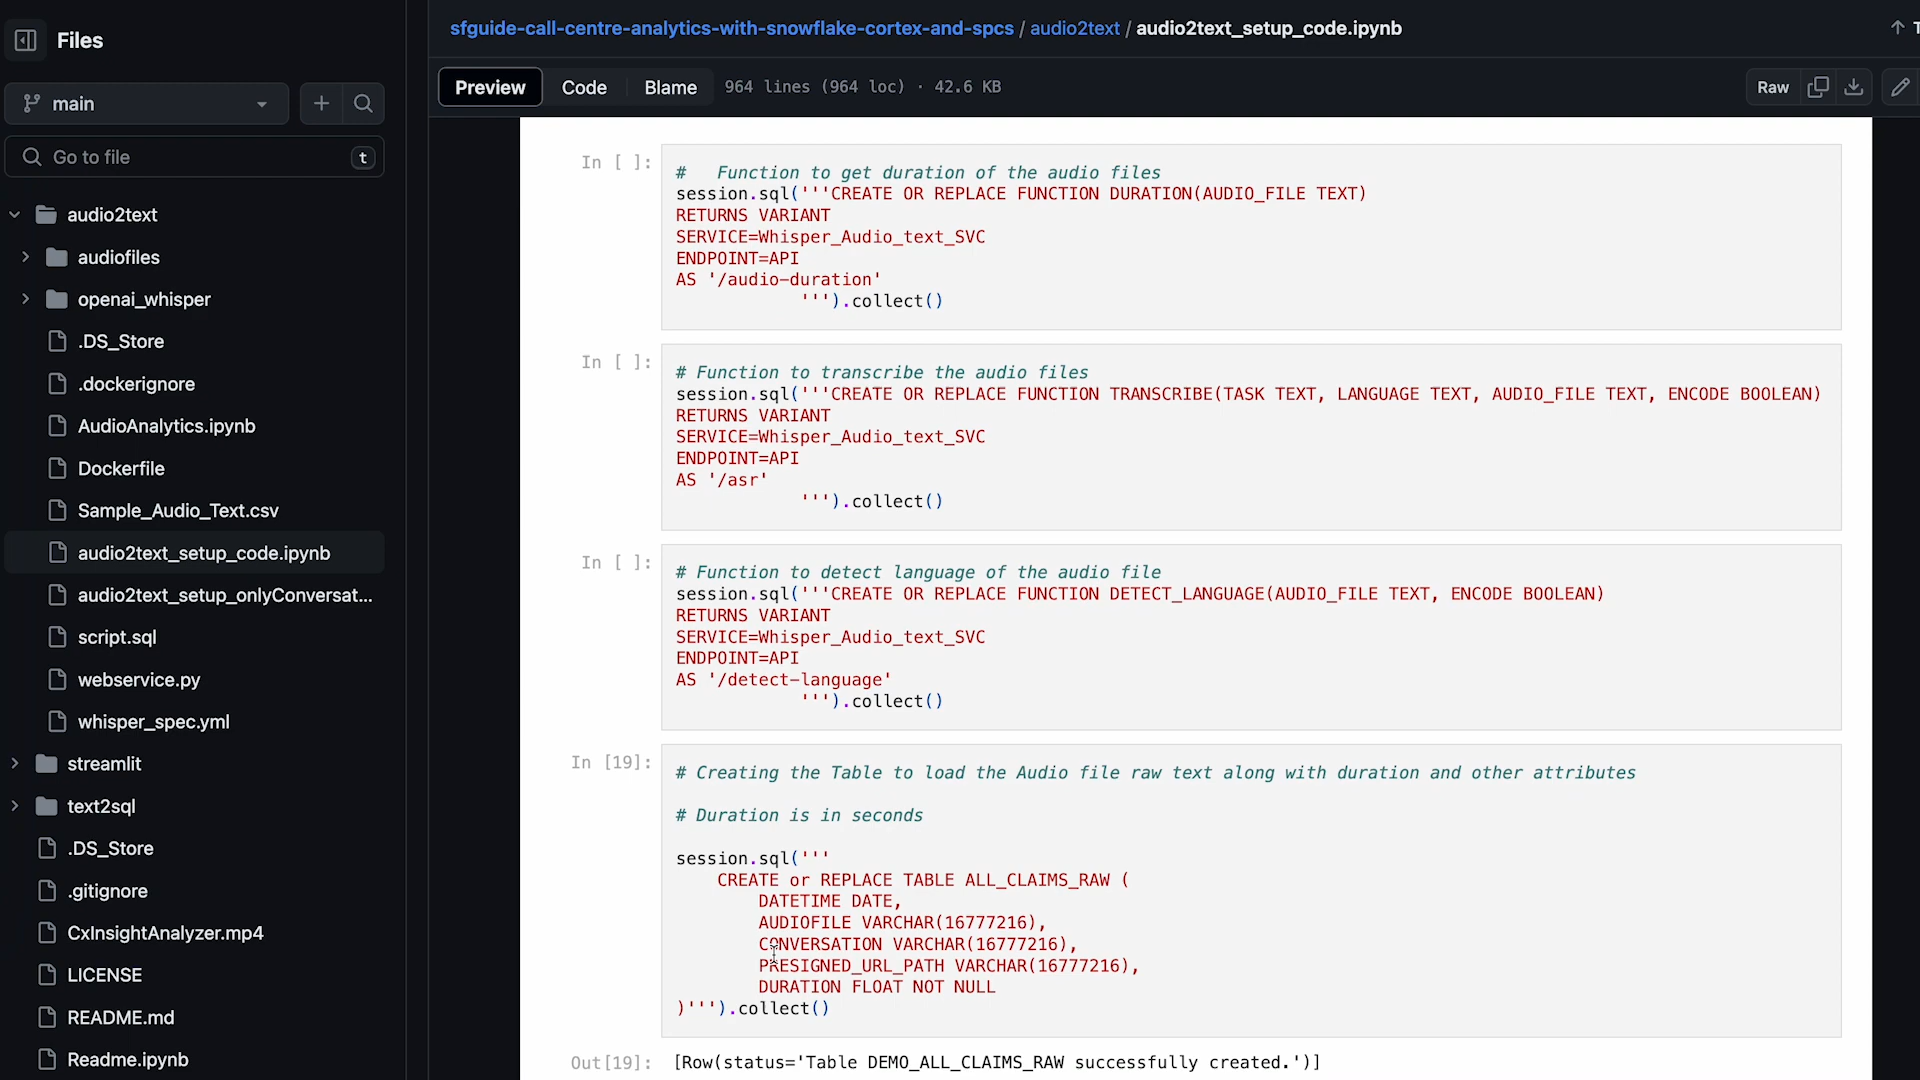 Files
main
Go to file
t
audio2text
audiofiles
openai_whisper
.DS_Store
.dockerignore
AudioAnalytics.ipynb
Dockerfile
Sample_Audio_Text.csv
audio2text_setup_code.ipynb
audio2text_setup_onlyConversat...
script.sql
webservice.py
whisper_spec.yml
streamlit
text2sql
.DS_Store
.gitignore
CxInsightAnalyzer.mp4
LICENSE
README.md
Readme.ipynb
sfguide-call-centre-analytics-with-snowflake-cortex-and-spcs / audio2text / audio2text_setup_code.ipynb
Preview Code Blame 964 lines (964 loc) · 42.6 KB Raw
In [ ]:
#   Function to get duration of the audio files
session.sql('''CREATE OR REPLACE FUNCTION DURATION(AUDIO_FILE TEXT)
RETURNS VARIANT
SERVICE=Whisper_Audio_text_SVC
ENDPOINT=API
AS '/audio-duration'
''').collect()
In [ ]:
# Function to transcribe the audio files
session.sql('''CREATE OR REPLACE FUNCTION TRANSCRIBE(TASK TEXT, LANGUAGE TEXT, AUDIO_FILE TEXT, ENCODE BOOLEAN)
RETURNS VARIANT
SERVICE=Whisper_Audio_text_SVC
ENDPOINT=API
AS '/asr'
''').collect()
In [ ]:
# Function to detect language of the audio file
session.sql('''CREATE OR REPLACE FUNCTION DETECT_LANGUAGE(AUDIO_FILE TEXT, ENCODE BOOLEAN)
RETURNS VARIANT
SERVICE=Whisper_Audio_text_SVC
ENDPOINT=API
AS '/detect-language'
''').collect()
In [19]:
# Creating the Table to load the Audio file raw text along with duration and other attributes
# Duration is in seconds
session.sql('''
CREATE or REPLACE TABLE ALL_CLAIMS_RAW (
DATETIME DATE,
AUDIOFILE VARCHAR(16777216),
CONVERSATION VARCHAR(16777216),
PRESIGNED_URL_PATH VARCHAR(16777216),
DURATION FLOAT NOT NULL
)''').collect()
Out[19]: [Row(status='Table DEMO_ALL_CLAIMS_RAW successfully created.')]